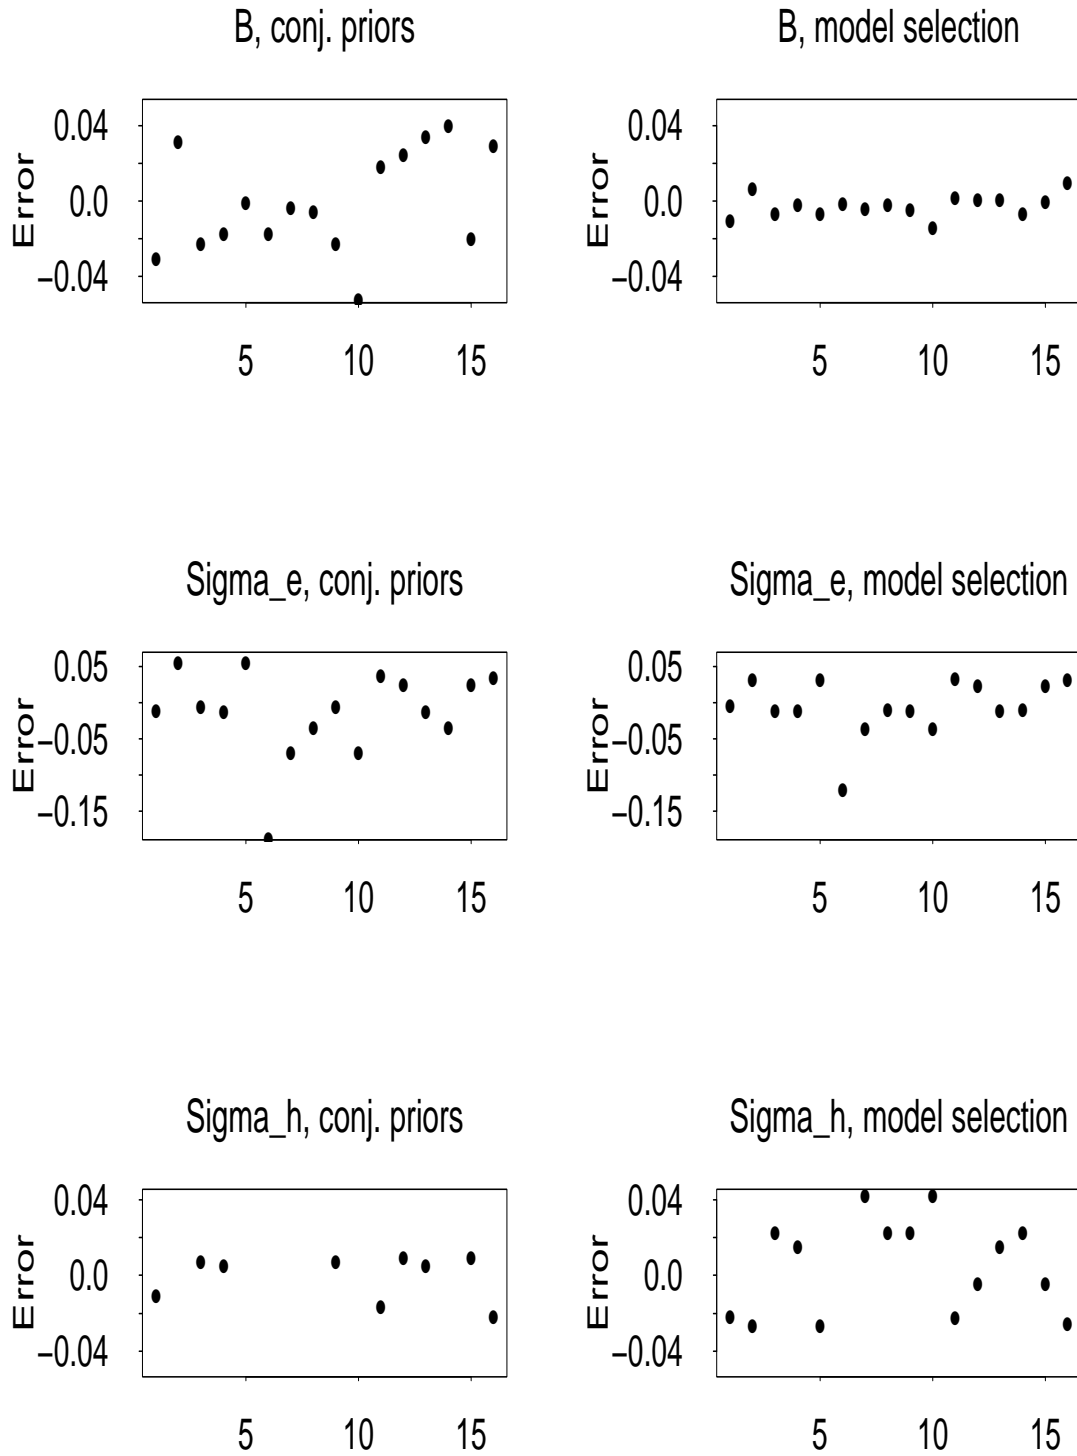 B, conj. priors
Error
0.04
0.0
−0.04
5 10 15
B, model selection
Error
0.04
0.0
−0.04
5 10 15
Sigma_e, conj. priors
Error
0.05
−0.05
−0.15
5 10 15
Sigma_e, model selection
Error
0.05
−0.05
−0.15
5 10 15
Sigma_h, conj. priors
Error
0.04
0.0
−0.04
5 10 15
Sigma_h, model selection
Error
0.04
0.0
−0.04
5 10 15